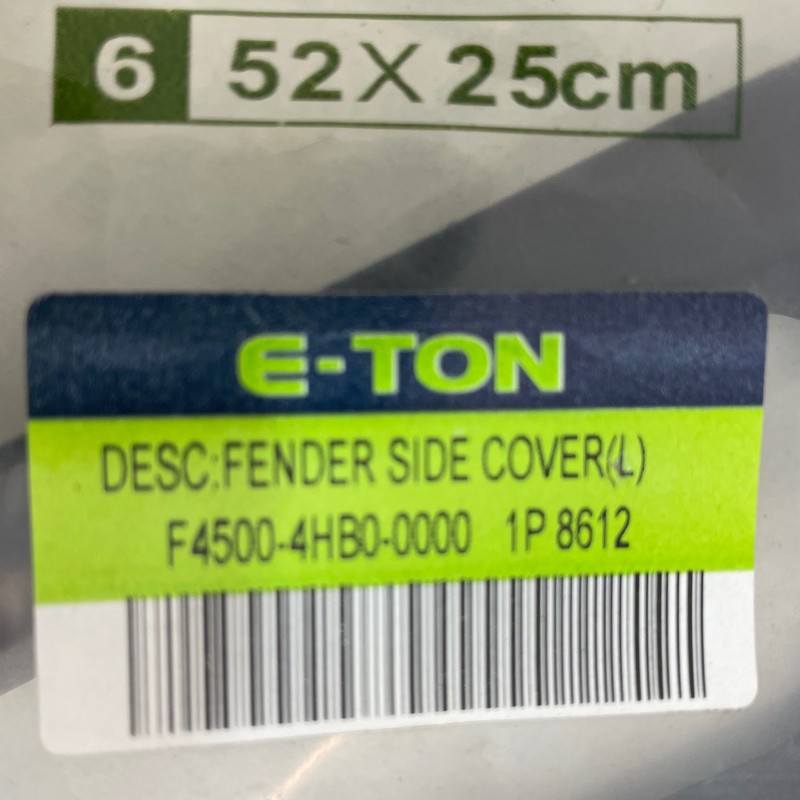 6 52X25cm
E-TON
DESC:FENDER SIDE COVER(L)
F4500-4HB0-0000 1P 8612